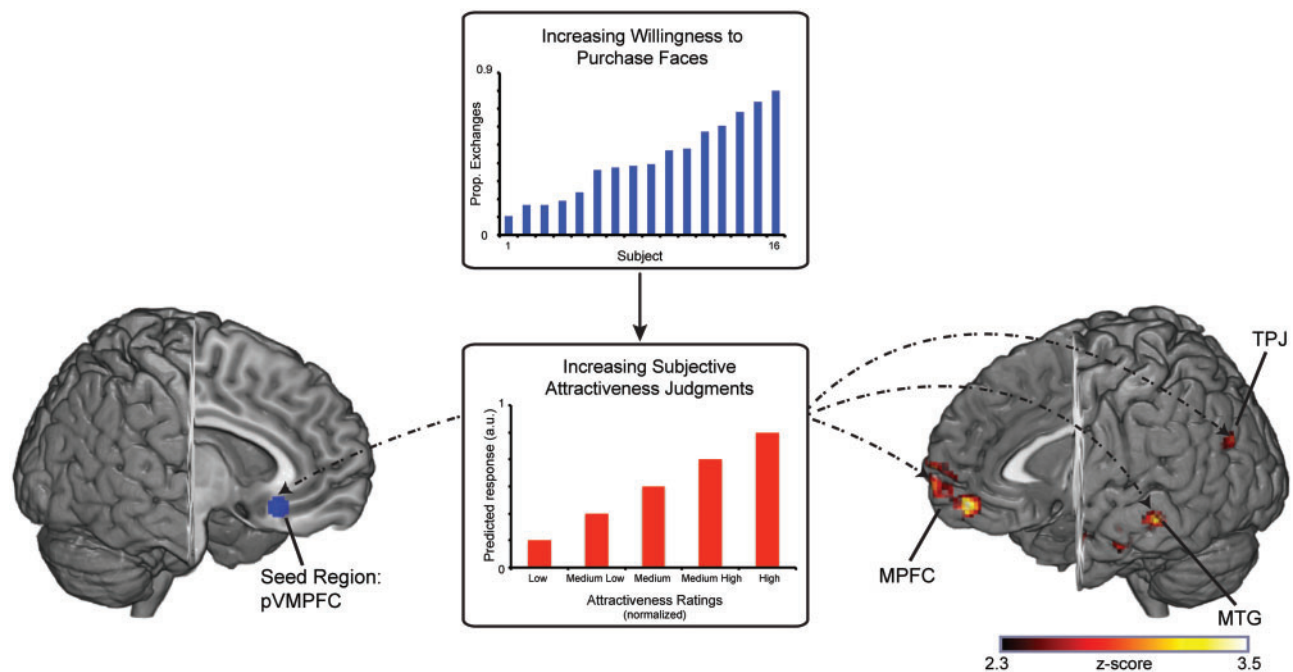 Increasing Willingness to
Purchase Faces
0.9
Prop. Exchanges
0
1
16
Subject
Increasing Subjective
Attractiveness Judgments
1
Predicted response (a.u.)
0
Low
Medium Low
Medium
Medium High
High
Attractiveness Ratings
(normalized)
Seed Region:
pVMPFC
TPJ
MPFC
MTG
2.3
z-score
3.5